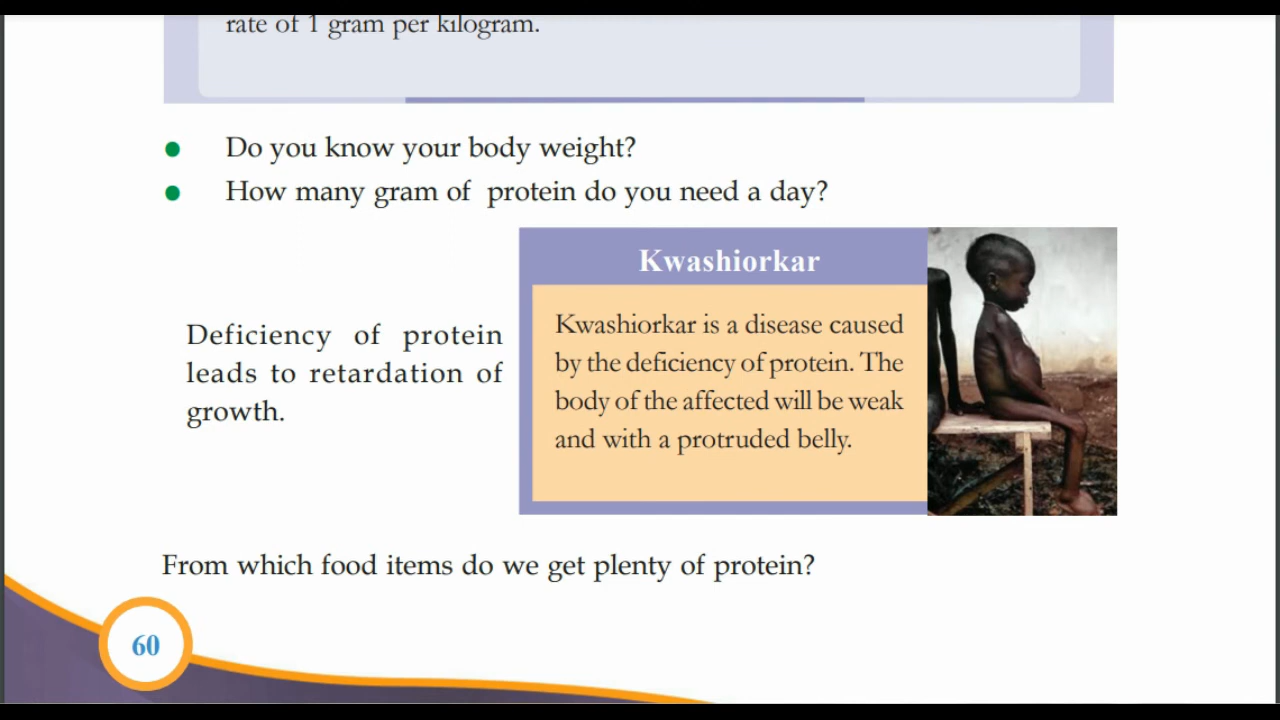 rate of 1 gram per kilogram.
Do you know your body weight?
How many gram of protein do you need a day?
Kwashiorkar
Deficiency of protein
leads to retardation of
growth.
Kwashiorkar is a disease caused
by the deficiency of protein. The
body of the affected will be weak
and with a protruded belly.
From which food items do we get plenty of protein?
60